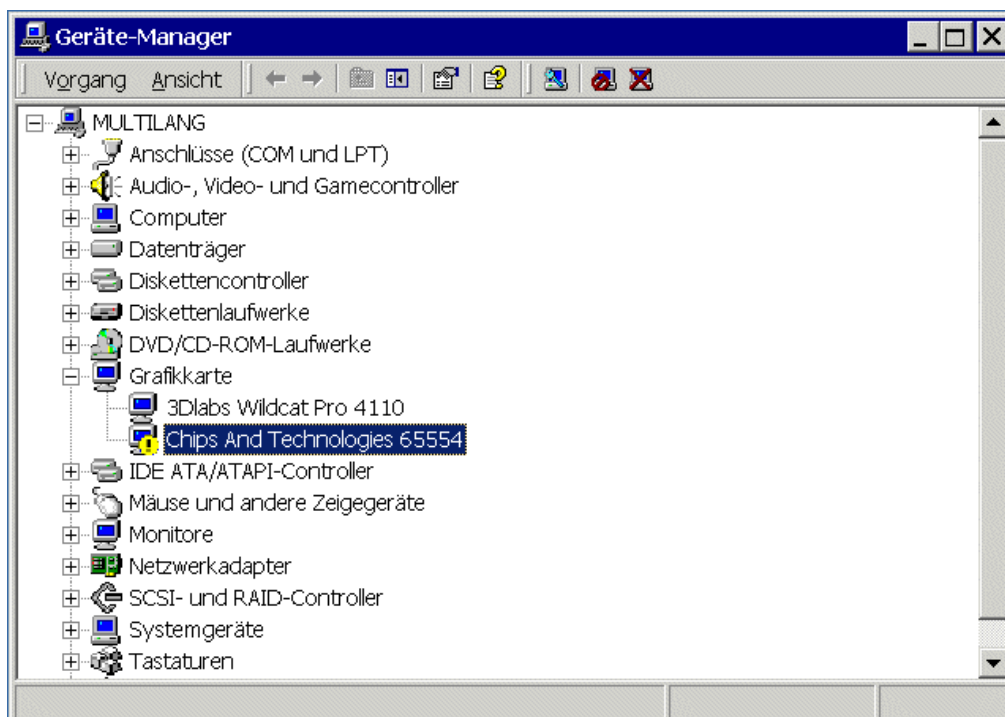 Geräte-Manager
Vorgang Ansicht
MULTILANG
Anschlüsse (COM und LPT)
Audio-, Video- und Gamecontroller
Computer
Datenträger
Diskettencontroller
Diskettenlaufwerke
DVD/CD-ROM-Laufwerke
Grafikkarte
3Dlabs Wildcat Pro 4110
Chips And Technologies 65554
IDE ATA/ATAPI-Controller
Mäuse und andere Zeigegeräte
Monitore
Netzwerkadapter
SCSI- und RAID-Controller
Systemgeräte
Tastaturen